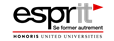 esprit
Se former autrement
HONORIS UNITED UNIVERSITIES